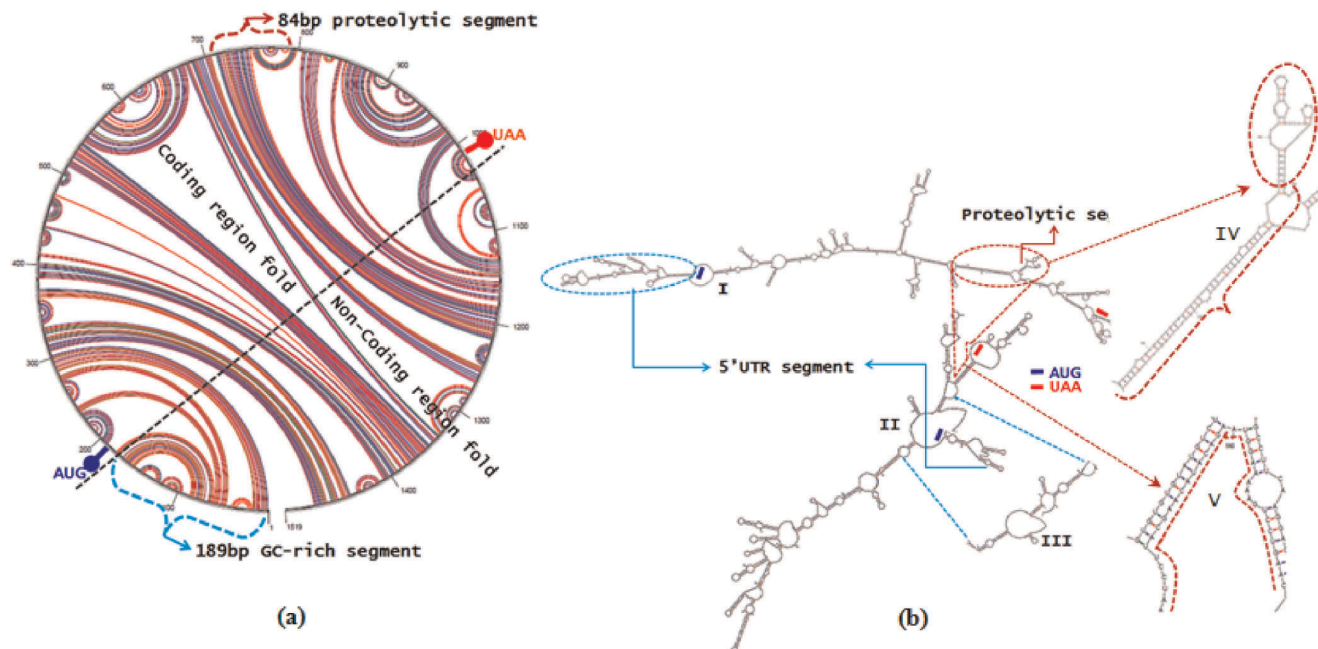 84bp proteolytic segment
700
800
600
900
UAA
500
Coding region fold
1100
400
Non-Coding region fold
1200
300
1300
200
AUG
1400
1
1519
189bp GC-rich segment
(a)
Proteolytic se
I
IV
5'UTR segment
AUG
UAA
II
III
V
(b)